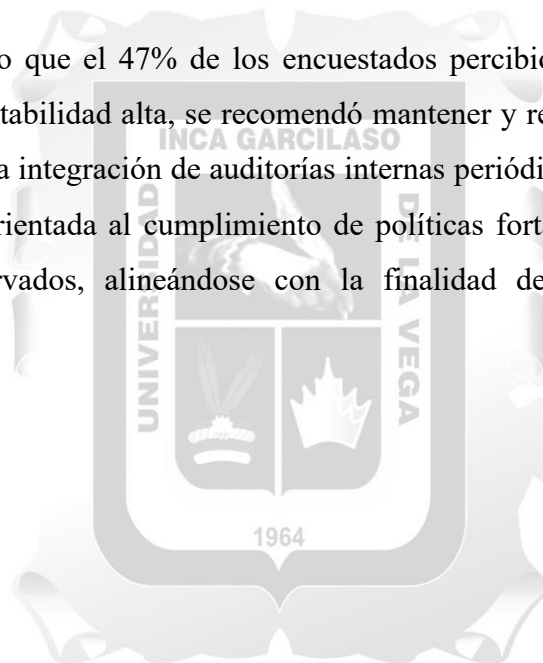 o que el 47% de los encuestados percibió
tabilidad alta, se recomendó mantener y re
INCA GARCILASO
a integración de auditorías internas periódi
rientada al cumplimiento de políticas fort
rvados, alineándose con la finalidad de
UNIVERSIDAD
DE LA VEGA
1964